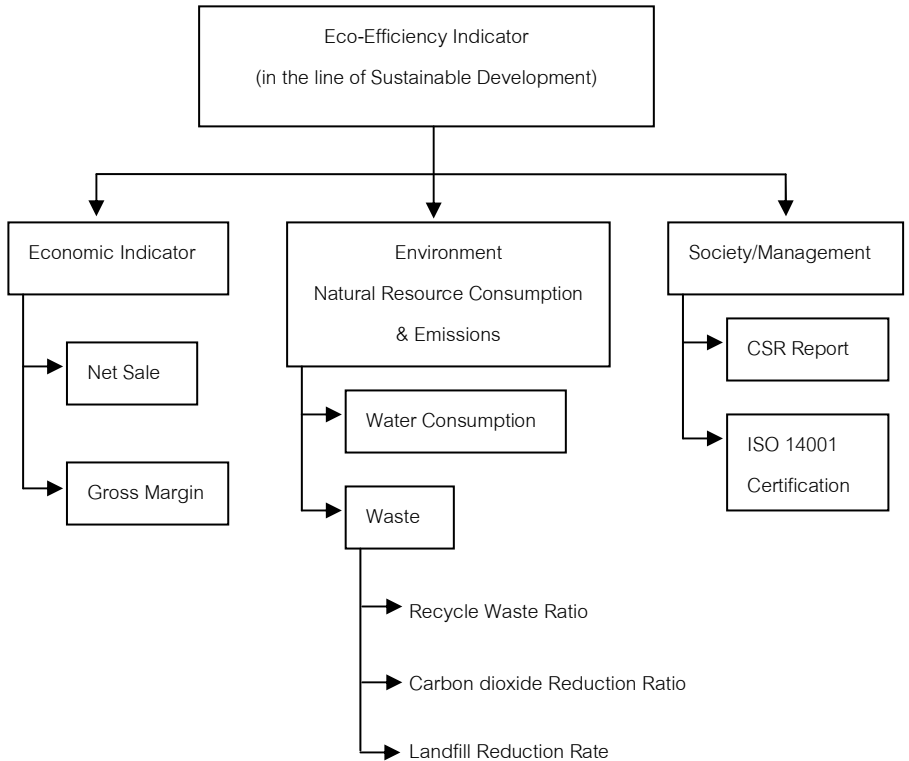 Eco-Efficiency Indicator
(in the line of Sustainable Development)
Economic Indicator
Net Sale
Gross Margin
Environment
Natural Resource Consumption
& Emissions
Water Consumption
Waste
Recycle Waste Ratio
Carbon dioxide Reduction Ratio
Landfill Reduction Rate
Society/Management
CSR Report
ISO 14001
Certification